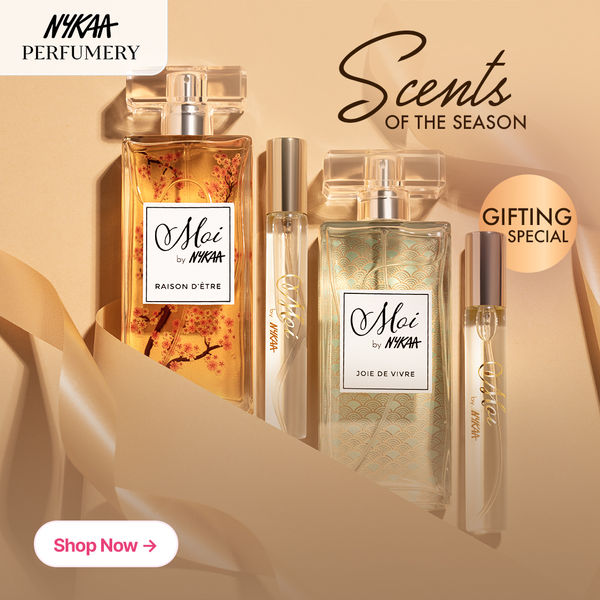 NYKAA
PERFUMERY
Scents
OF THE SEASON
GIFTING
SPECIAL
Moi
by NYKAA
RAISON D'ÊTRE
Moi
by NYKAA
Moi
by NYKAA
JOIE DE VIVRE
Moi
by NYKAA
Shop Now →